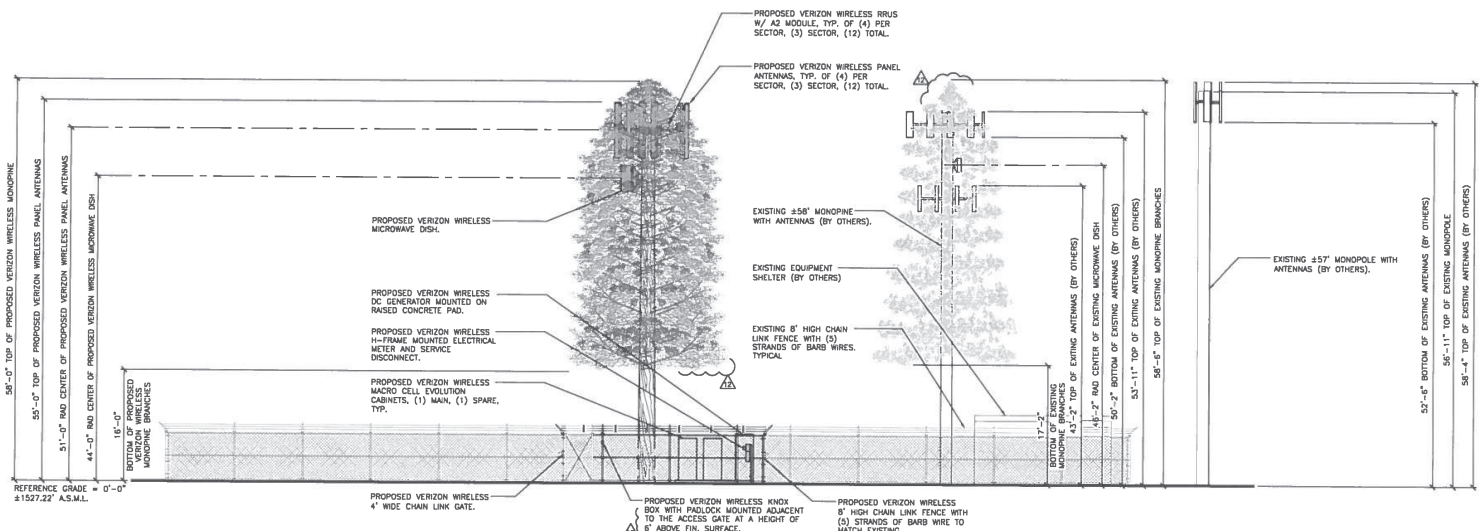 PROPOSED VERIZON WIRELESS RRUS
W/ A2 MODULE, TYP. OF (4) PER
SECTOR, (3) SECTOR, (12) TOTAL.
PROPOSED VERIZON WIRELESS PANEL
ANTENNAS, TYP. OF (4) PER
SECTOR, (3) SECTOR, (12) TOTAL.
12
58'-0" TOP OF PROPOSED VERIZON WIRELESS MONOPINE
55'-0" TOP OF PROPOSED VERIZON WIRELESS PANEL ANTENNAS
51'-0" RAD CENTER OF PROPOSED VERIZON WIRELESS PANEL ANTENNAS
44'-0" RAD CENTER OF PROPOSED VERIZON WIRELESS MICROWAVE DISH
16'-0"
BOTTOM OF PROPOSED
VERIZON WIRELESS
MONOPINE BRANCHES
PROPOSED VERIZON WIRELESS
MICROWAVE DISH.
PROPOSED VERIZON WIRELESS
DC GENERATOR MOUNTED ON
RAISED CONCRETE PAD.
PROPOSED VERIZON WIRELESS
H-FRAME MOUNTED ELECTRICAL
METER AND SERVICE
DISCONNECT.
PROPOSED VERIZON WIRELESS
MACRO CELL EVOLUTION
CABINETS, (1) MAIN, (1) SPARE,
TYP.
12
EXISTING ±58' MONOPINE
WITH ANTENNAS (BY OTHERS).
EXISTING EQUIPMENT
SHELTER (BY OTHERS)
EXISTING 8' HIGH CHAIN
LINK FENCE WITH (5)
STRANDS OF BARB WIRES.
TYPICAL
17'-2"
BOTTOM OF EXISTING
MONOPINE BRANCHES
43'-2" TOP OF EXITING ANTENNAS (BY OTHERS)
46'-2" RAD CENTER OF EXISTING MICROWAVE DISH
50'-2" BOTTOM OF EXISTING ANTENNAS (BY OTHERS)
53'-11" TOP OF EXITING ANTENNAS (BY OTHERS)
58'-6" TOP OF EXISTING MONOPINE BRANCHES
EXISTING ±57' MONOPOLE WITH
ANTENNAS (BY OTHERS).
52'-6" BOTTOM OF EXISTING ANTENNAS (BY OTHERS)
56'-11" TOP OF EXISTING MONOPOLE
58'-4" TOP OF EXISTING ANTENNAS (BY OTHERS)
REFERENCE GRADE = 0'-0"
±1527.22' A.S.M.L.
PROPOSED VERIZON WIRELESS
4' WIDE CHAIN LINK GATE.
PROPOSED VERIZON WIRELESS KNOX
BOX WITH PADLOCK MOUNTED ADJACENT
TO THE ACCESS GATE AT A HEIGHT OF
6' ABOVE FIN. SURFACE.
PROPOSED VERIZON WIRELESS
8' HIGH CHAIN LINK FENCE WITH
(5) STRANDS OF BARB WIRE TO
MATCH EXISTING